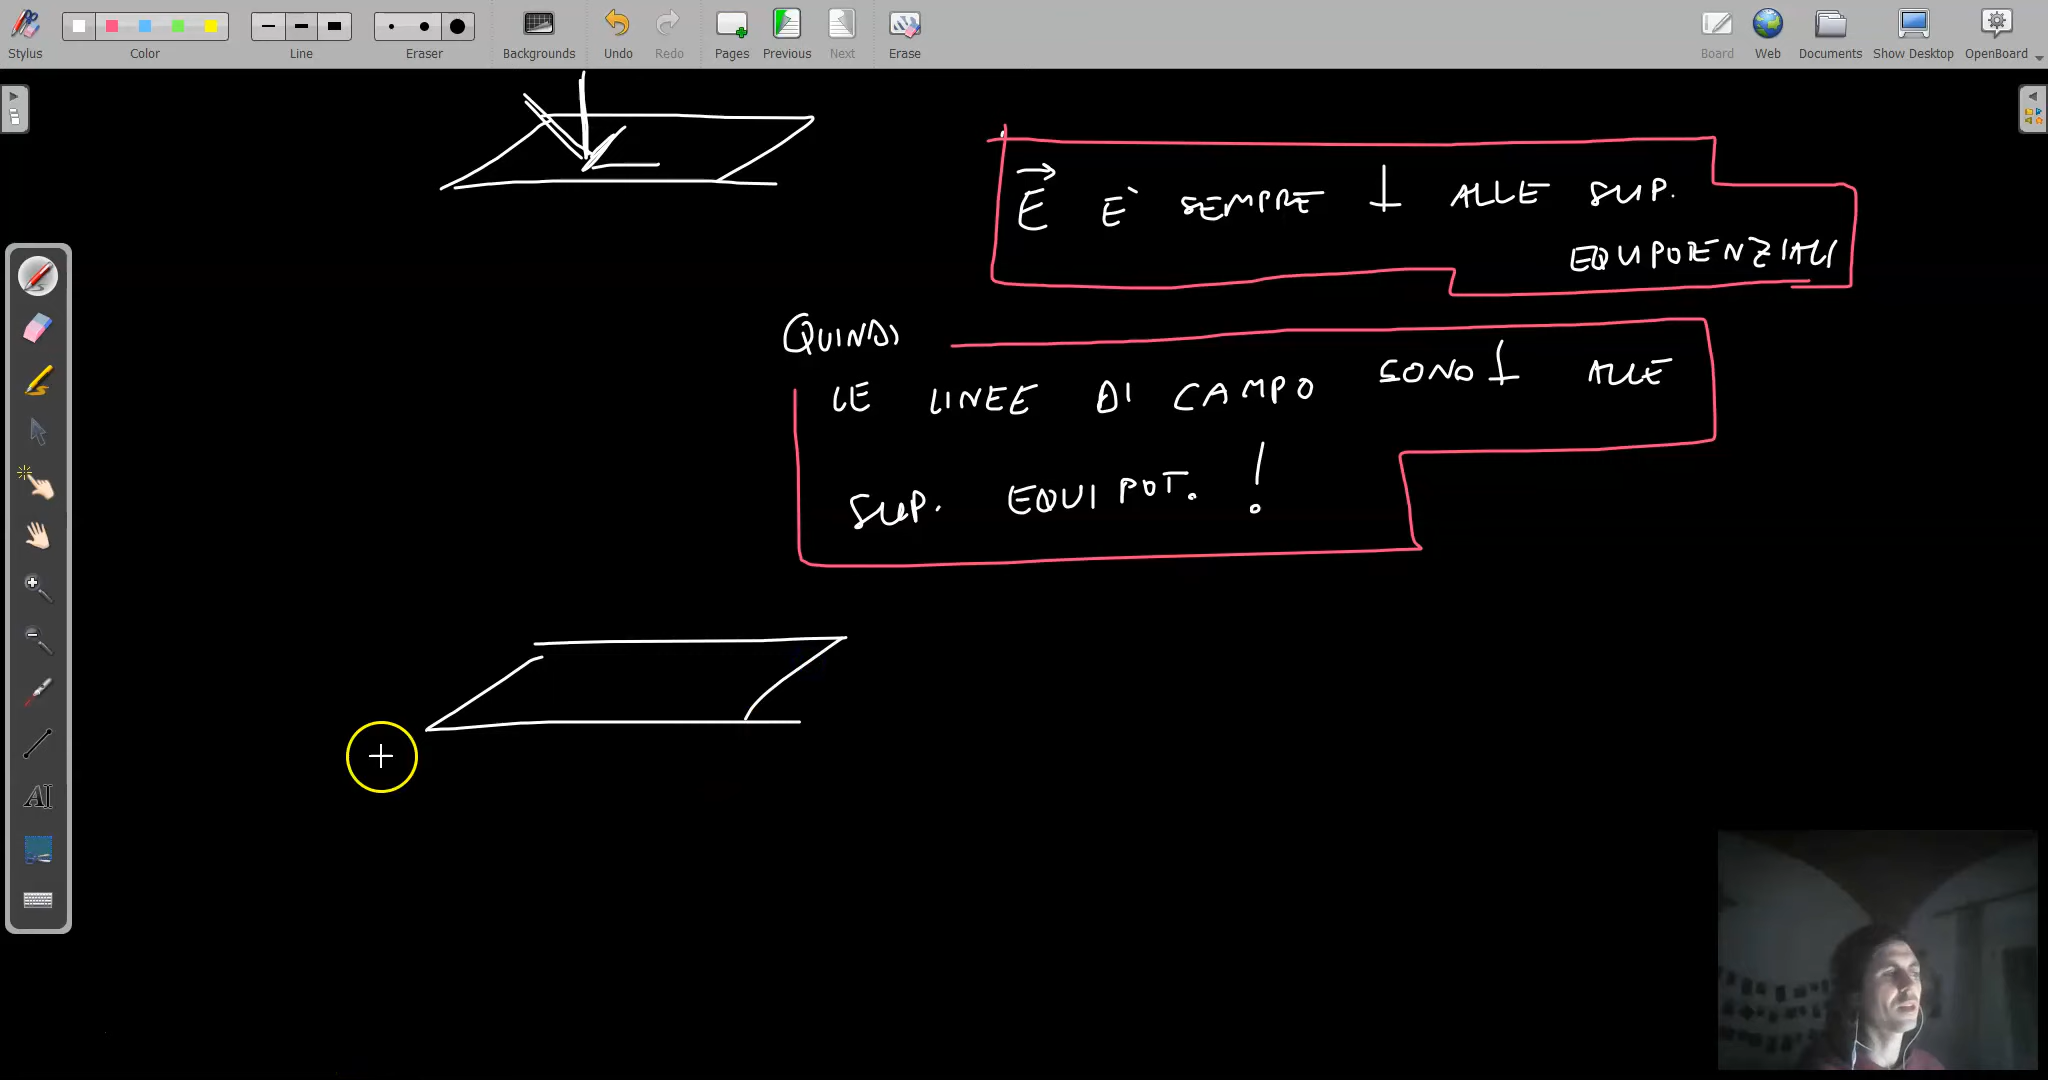 Stylus
Color
Line
Eraser
Backgrounds
Undo
Redo
Pages
Previous
Next
Erase
Board
Web
Documents
Show Desktop
OpenBoard
E È SEMPRE ⊥ ALLE SUP.
EQUIPOTENZIALI
QUINDI
LE LINEE DI CAMPO SONO ⊥ ALLE
SUP. EQUIPOT. !
AI